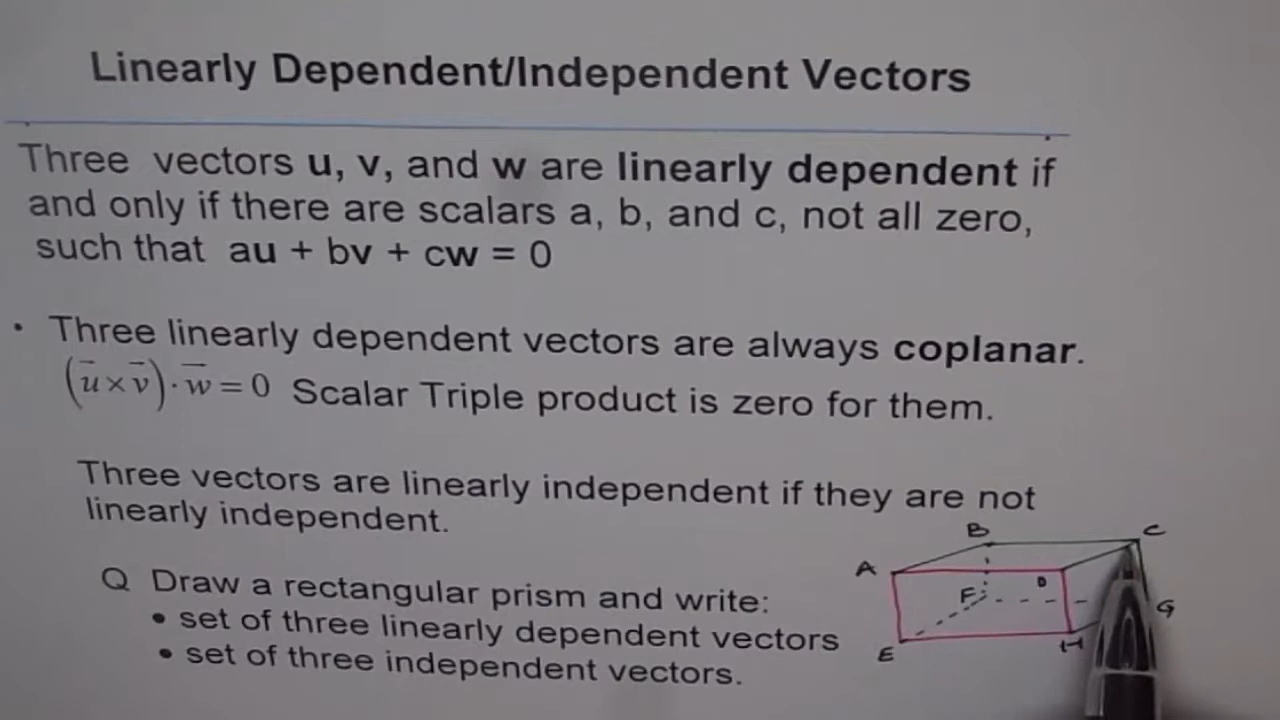 Linearly Dependent/Independent Vectors
Three vectors u, v, and w are linearly dependent if
and only if there are scalars a, b, and c, not all zero,
such that au + bv + cw = 0
• Three linearly dependent vectors are always coplanar.
(u⃗ × v⃗) · w⃗ = 0 Scalar Triple product is zero for them.
Three vectors are linearly independent if they are not
linearly independent.
Q Draw a rectangular prism and write:
• set of three linearly dependent vectors
• set of three independent vectors.
B C
A D
F G
E H